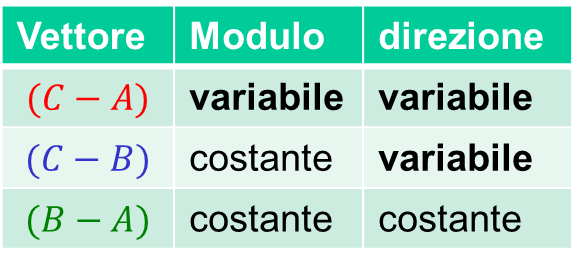 Vettore Modulo direzione
(C − A) variabile variabile
(C − B) costante variabile
(B − A) costante costante